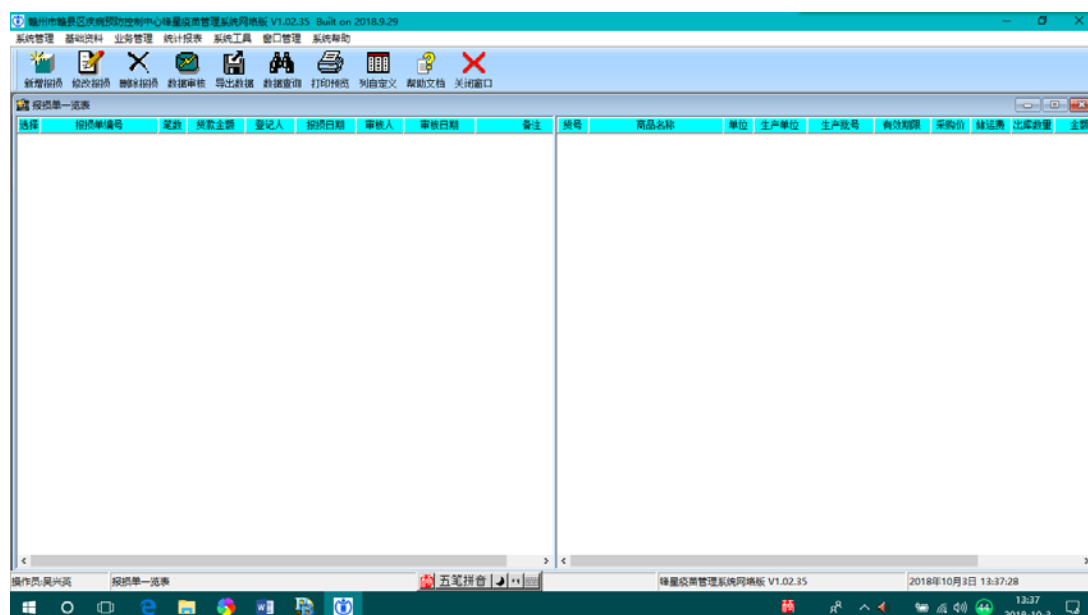 赣州市赣县区疾病预防控制中心锋星疫苗管理系统网络版 V1.02.35 Built on 2018.9.29
系统管理 基础资料 业务管理 统计报表 系统工具 窗口管理 系统帮助
新增报损 修改报损 删除报损 数据审核 导出数据 数据查询 打印预览 列自定义 帮助文档 关闭窗口
报损单一览表
选择 报损单编号 笔数 货款金额 登记人 报损日期 审核人 审核日期 备注 货号 商品名称 单位 生产单位 生产批号 有效期限 采购价 储运费 出库数量 金额
操作员:吴兴英 报损单一览表 五笔拼音 锋星疫苗管理系统网络版 V1.02.35 2018年10月3日 13:37:28
44 13:37
2018-10-3